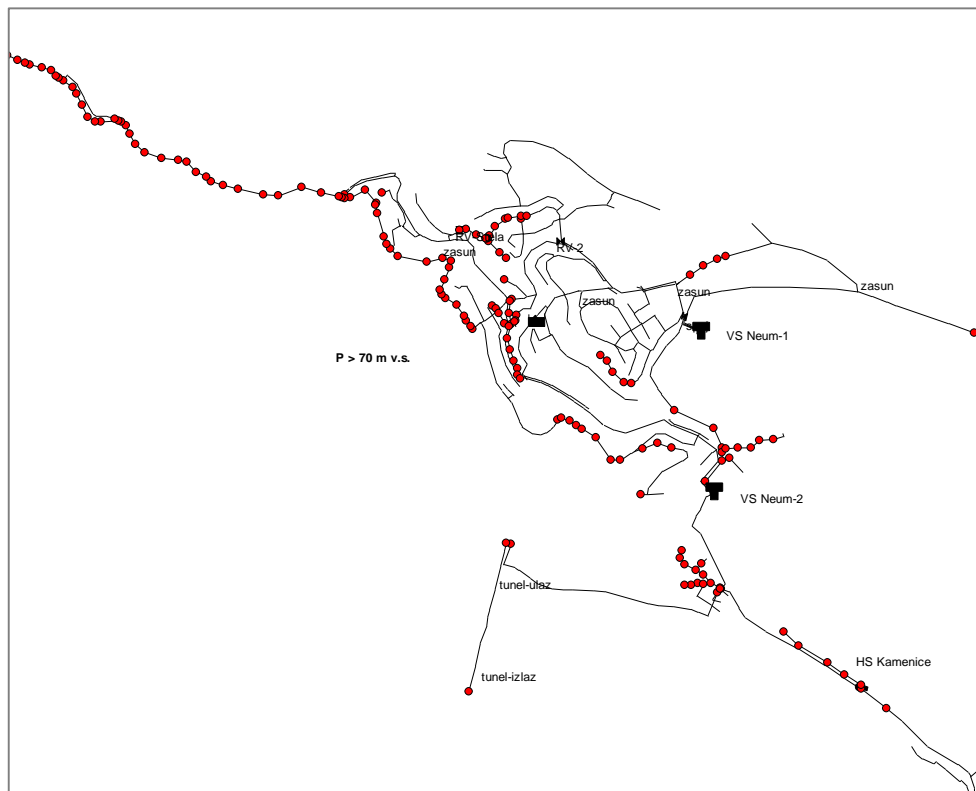 RV-2
zasun
zasun
zasun
zasun
VS Neum-1
P > 70 m v.s.
VS Neum-2
tunel-ulaz
HS Kamenice
tunel-izlaz